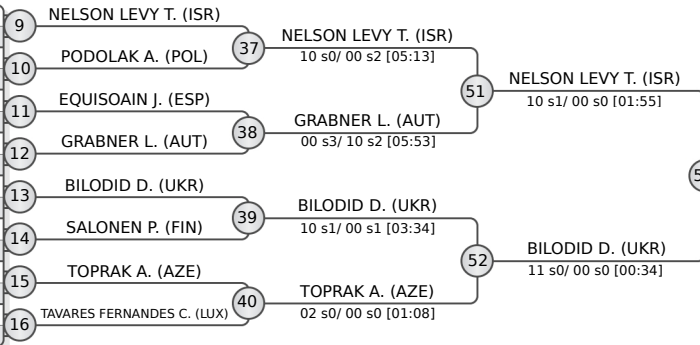 9
NELSON LEVY T. (ISR)
10
PODOLAK A. (POL)
37
NELSON LEVY T. (ISR)
10 s0/ 00 s2 [05:13]
11
EQUISOAIN J. (ESP)
12
GRABNER L. (AUT)
38
GRABNER L. (AUT)
00 s3/ 10 s2 [05:53]
51
NELSON LEVY T. (ISR)
10 s1/ 00 s0 [01:55]
13
BILODID D. (UKR)
14
SALONEN P. (FIN)
39
BILODID D. (UKR)
10 s1/ 00 s1 [03:34]
15
TOPRAK A. (AZE)
16
TAVARES FERNANDES C. (LUX)
40
TOPRAK A. (AZE)
02 s0/ 00 s0 [01:08]
52
BILODID D. (UKR)
11 s0/ 00 s0 [00:34]